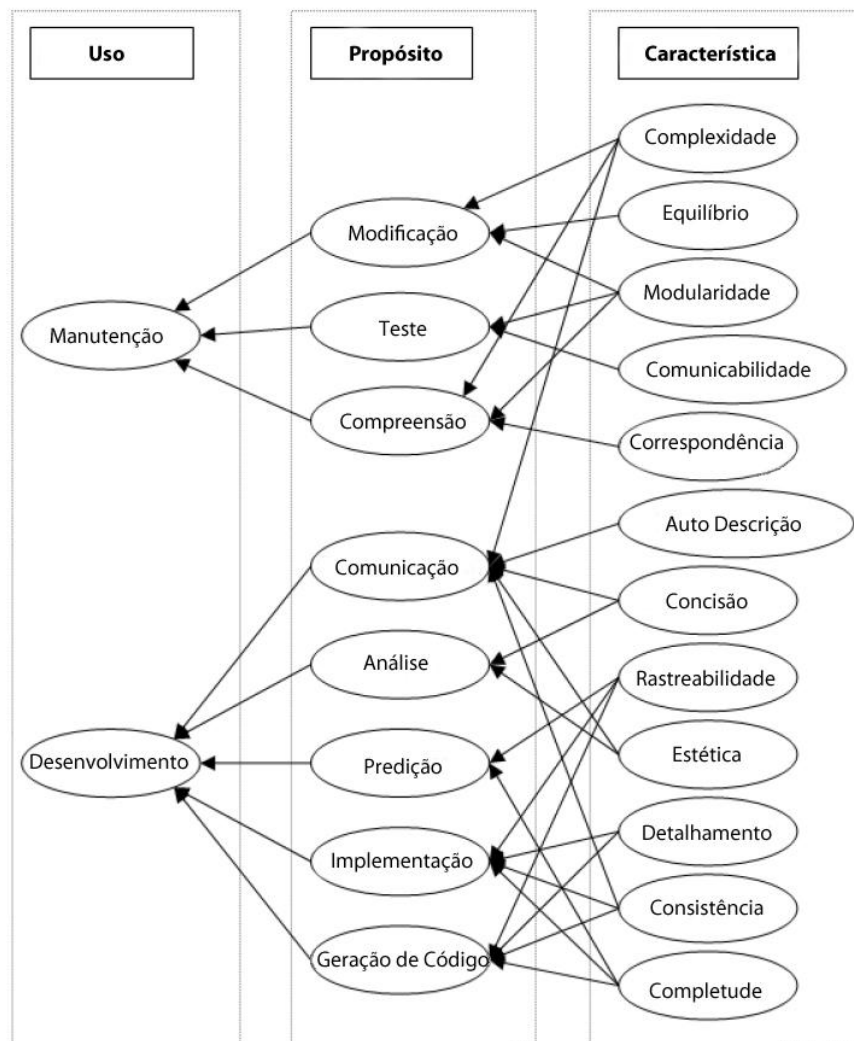 Uso
Propósito
Característica
Complexidade
Equilíbrio
Modificação
Modularidade
Manutenção
Teste
Comunicabilidade
Compreensão
Correspondência
Auto Descrição
Comunicação
Concisão
Análise
Rastreabilidade
Desenvolvimento
Predição
Estética
Detalhamento
Implementação
Consistência
Geração de Código
Completude